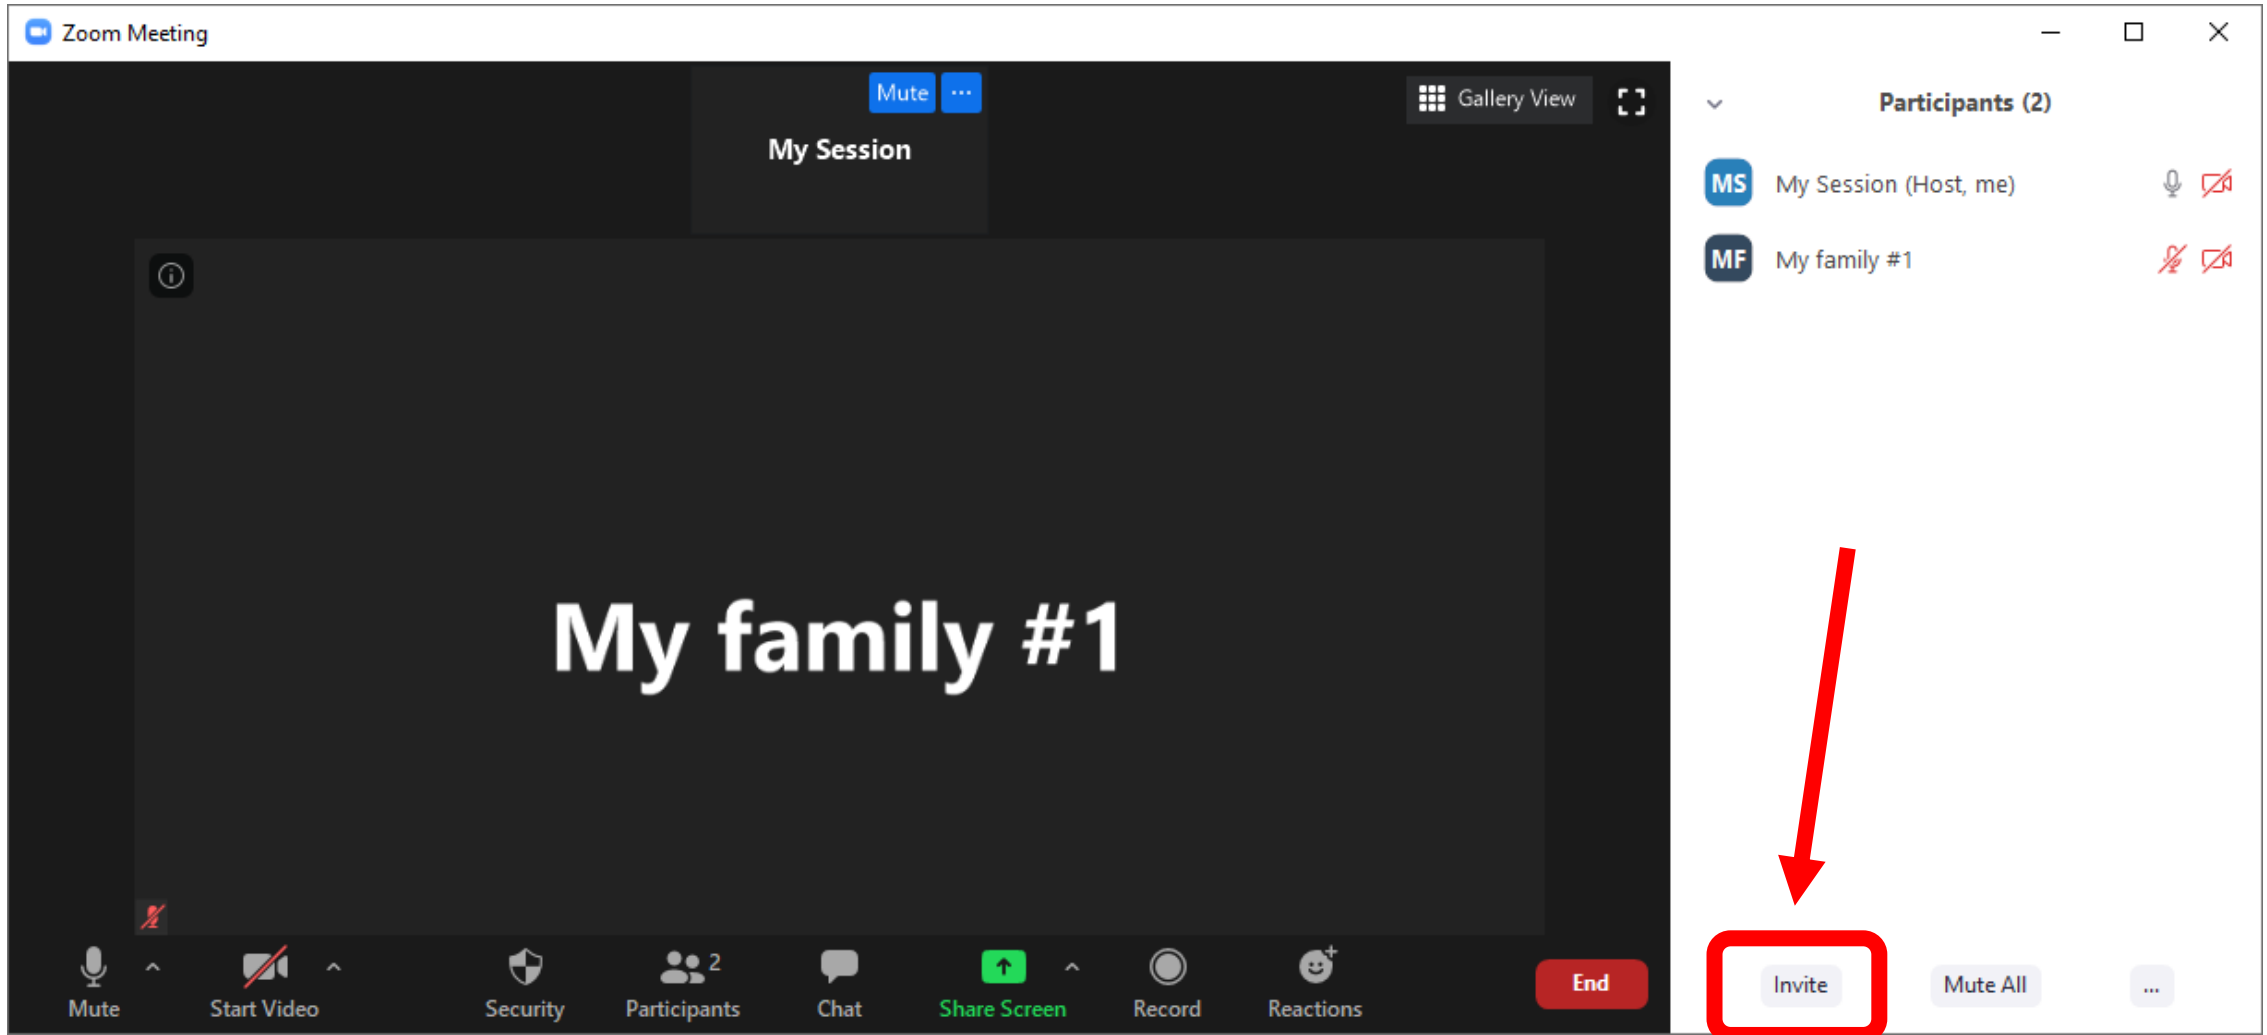 Zoom Meeting
Mute ...
Gallery View
My Session
Participants (2)
MS My Session (Host, me)
MF My family #1
My family #1
Mute
Start Video
Security
Participants 2
Chat
Share Screen
Record
Reactions
End
Invite
Mute All
...